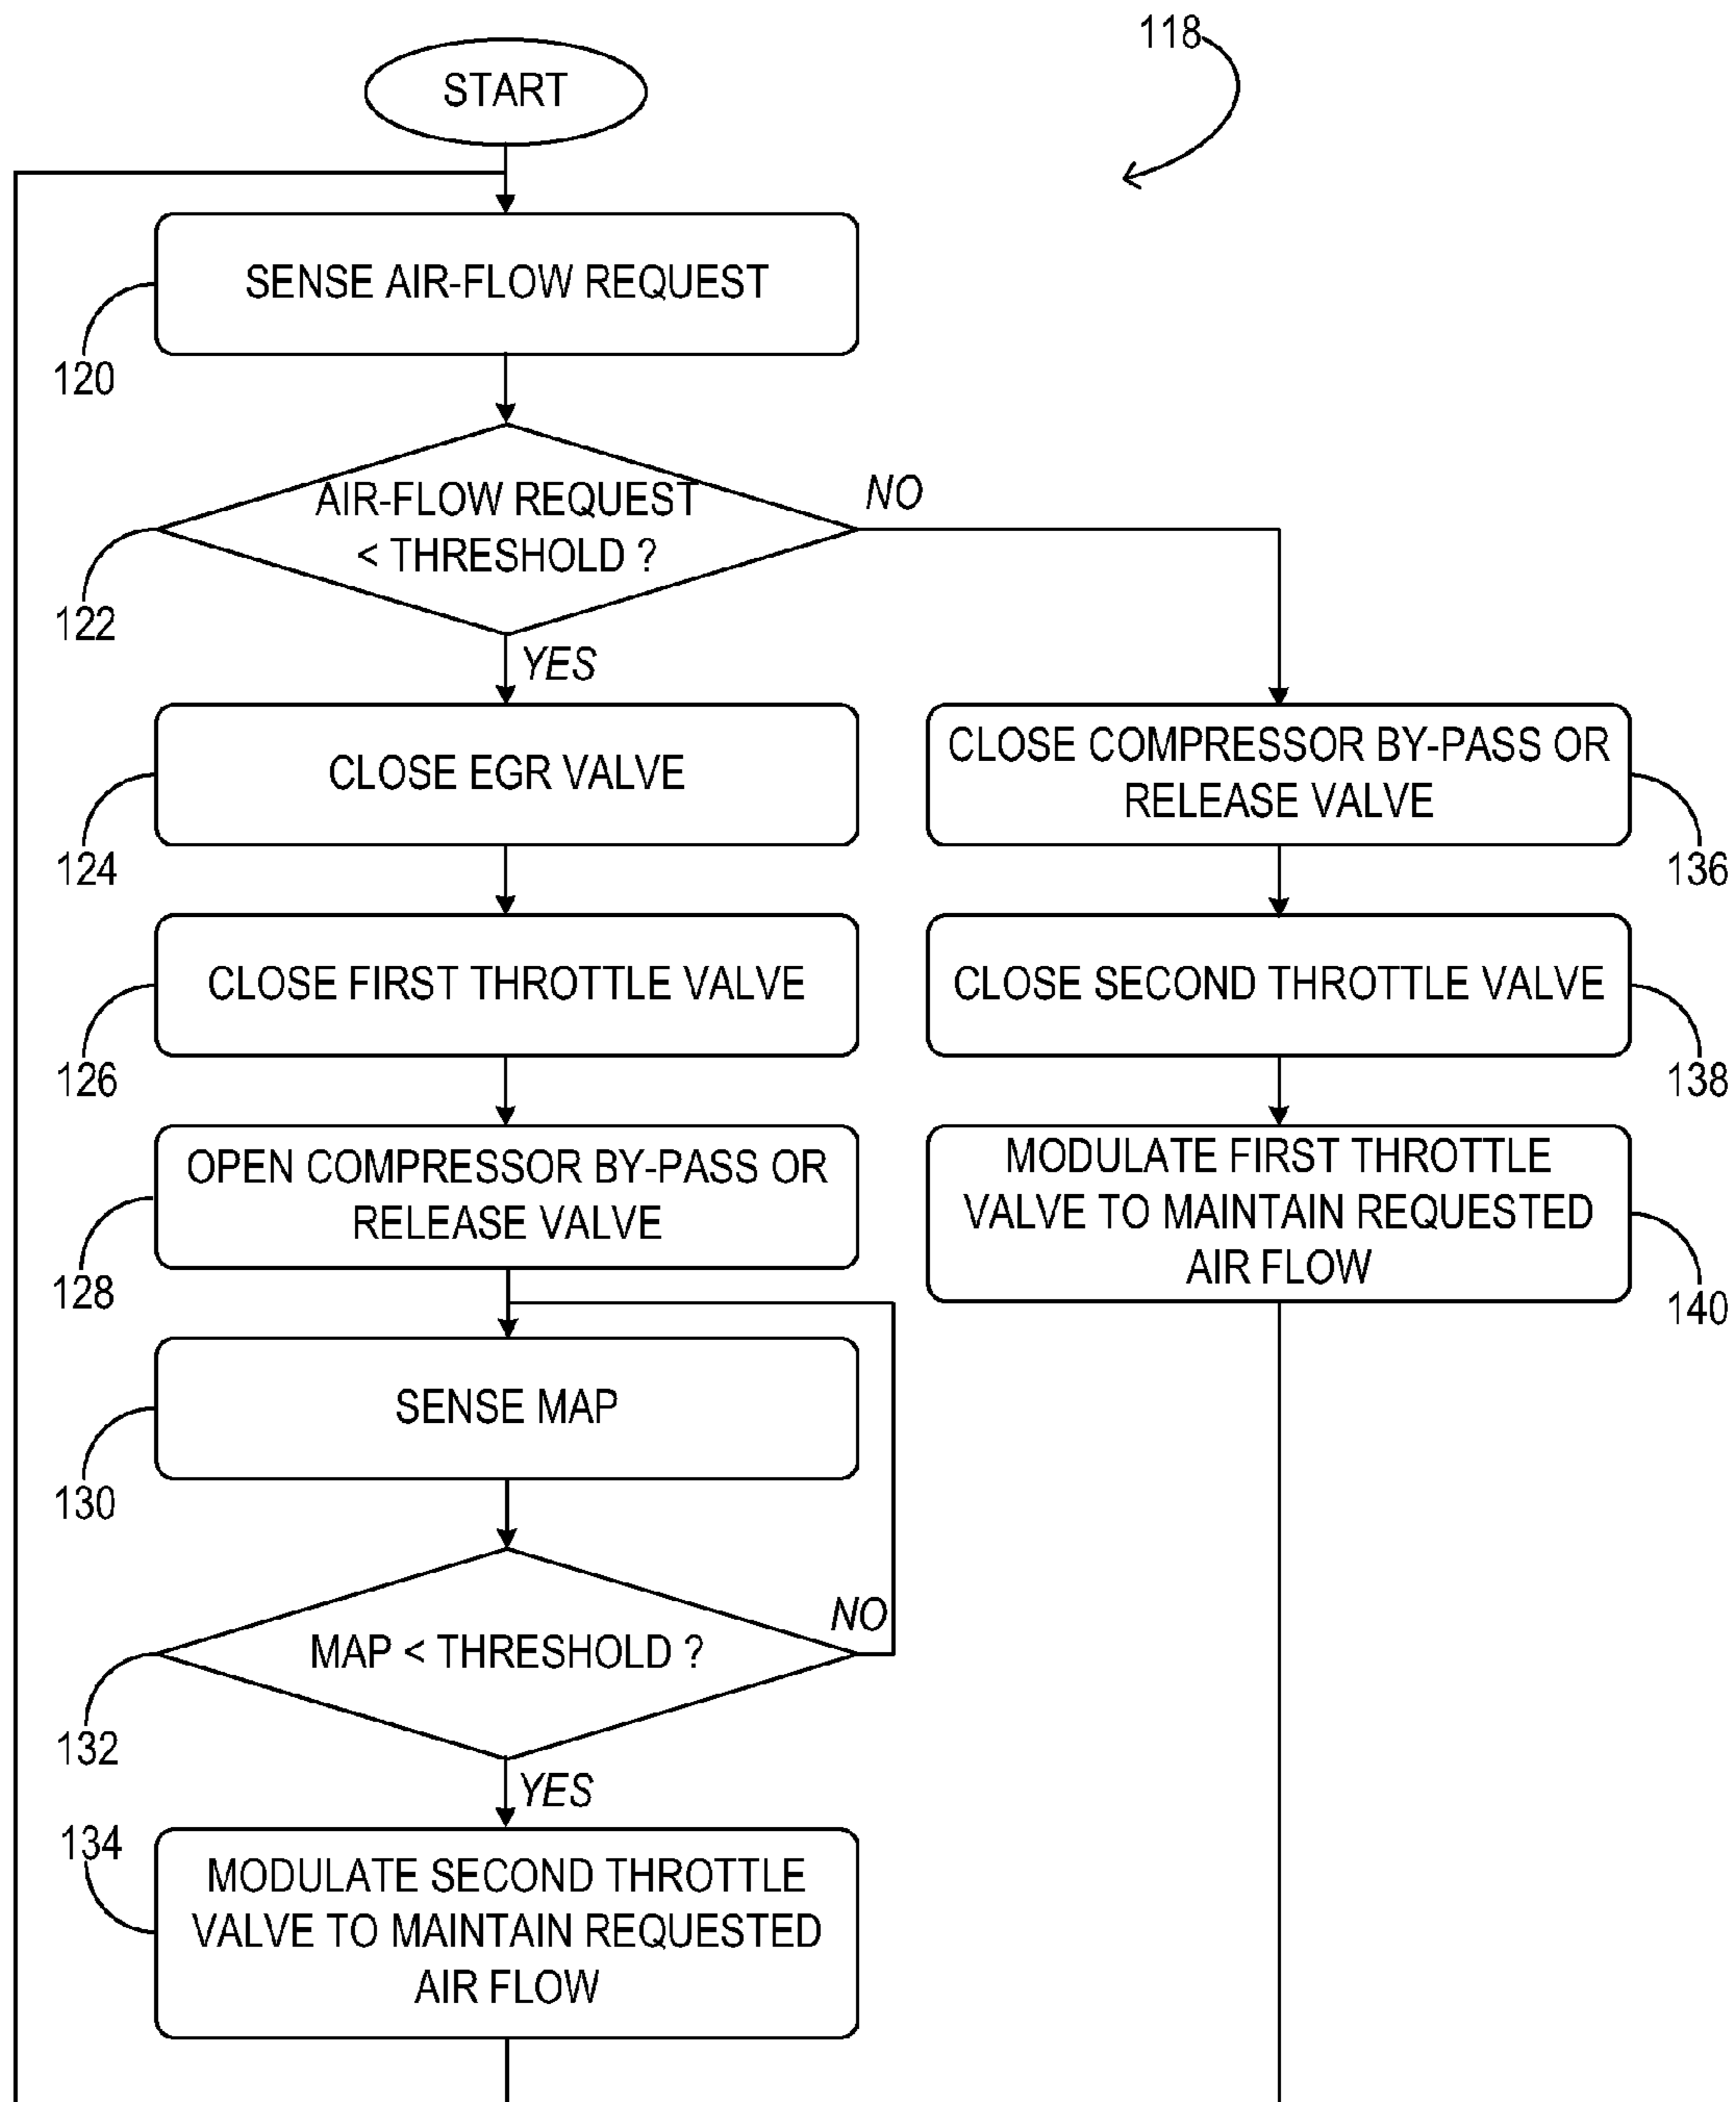 118
START
SENSE AIR-FLOW REQUEST
120
AIR-FLOW REQUEST
< THRESHOLD ?
NO
122
YES
CLOSE EGR VALVE
124
CLOSE COMPRESSOR BY-PASS OR
RELEASE VALVE
136
CLOSE FIRST THROTTLE VALVE
126
CLOSE SECOND THROTTLE VALVE
138
OPEN COMPRESSOR BY-PASS OR
RELEASE VALVE
128
MODULATE FIRST THROTTLE
VALVE TO MAINTAIN REQUESTED
AIR FLOW
140
SENSE MAP
130
MAP < THRESHOLD ?
NO
132
YES
134
MODULATE SECOND THROTTLE
VALVE TO MAINTAIN REQUESTED
AIR FLOW